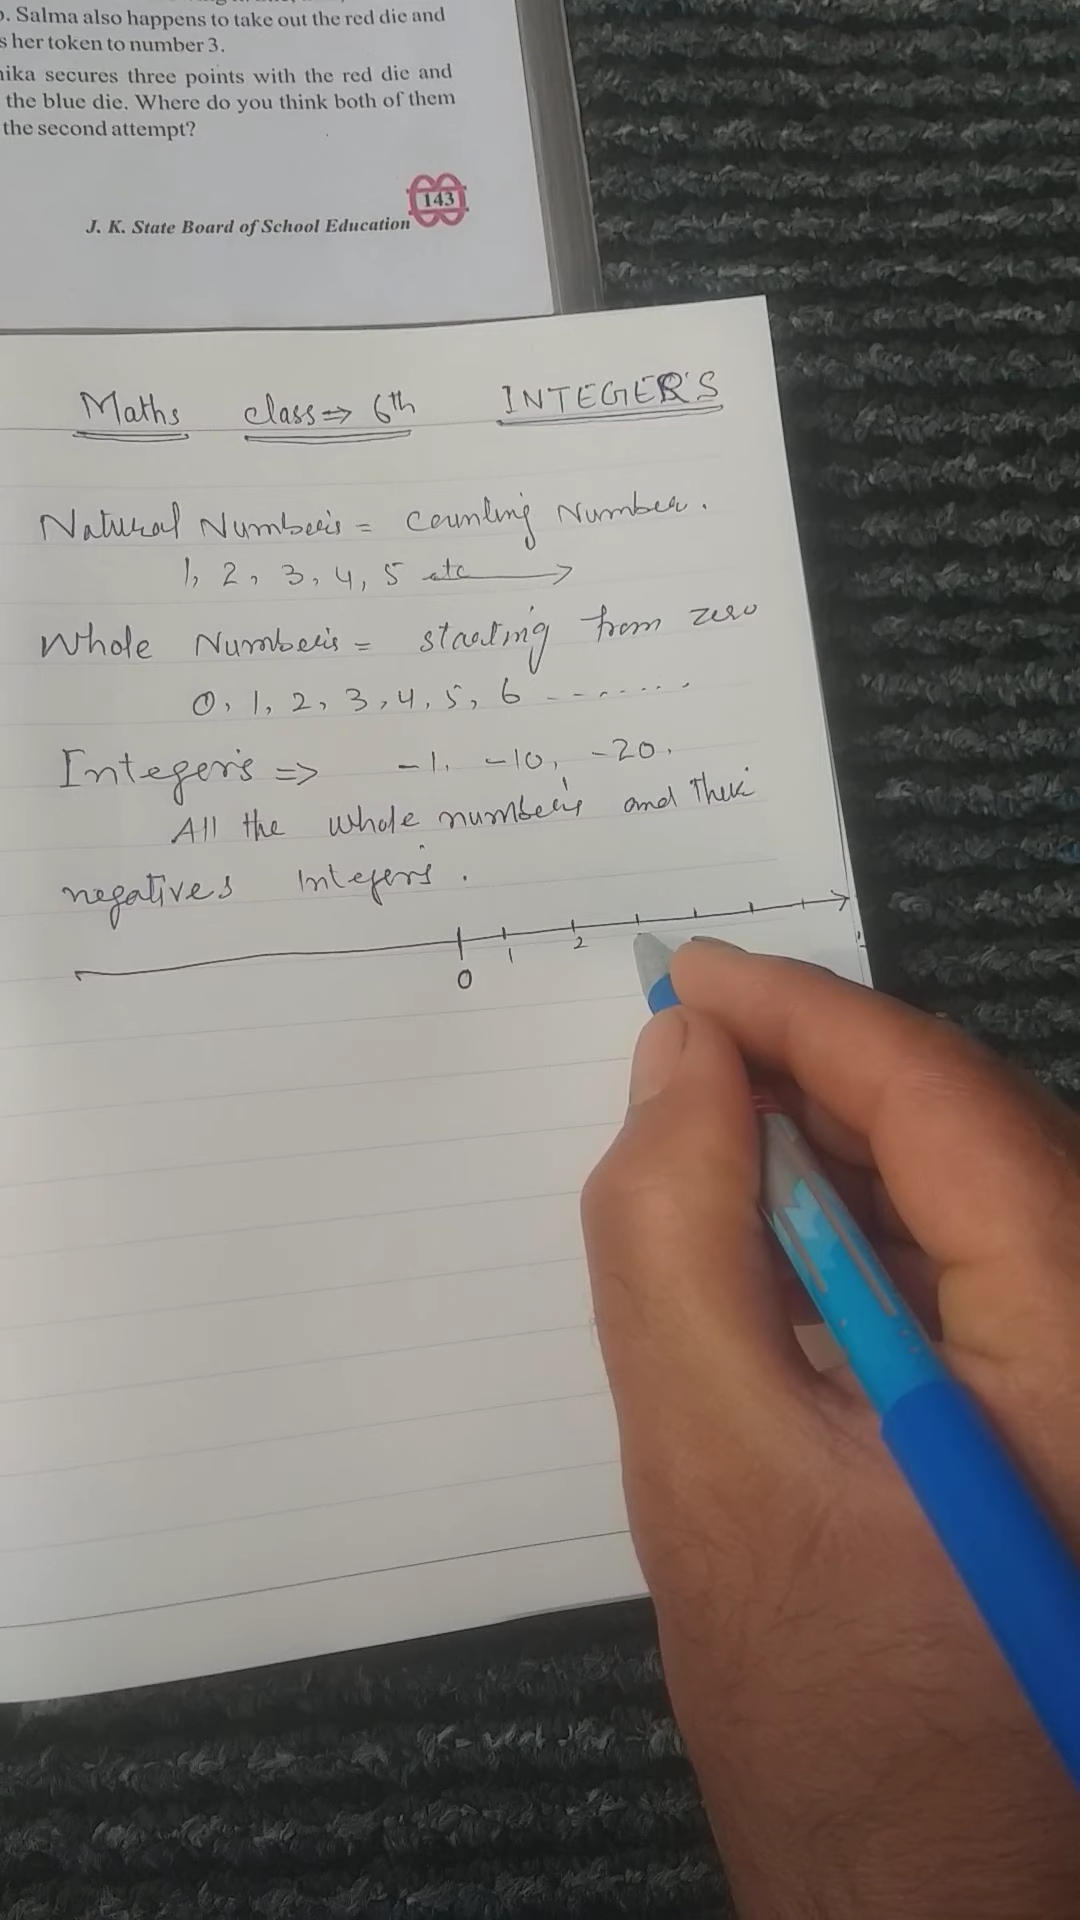 . Salma also happens to take out the red die and
s her token to number 3.
ika secures three points with the red die and
the blue die. Where do you think both of them
the second attempt?
143
J. K. State Board of School Education
Maths class ⇒ 6th INTEGER'S
Natural Numbers = Counting Number.
1, 2, 3, 4, 5 etc →
Whole Numbers = starting from zero
0, 1, 2, 3, 4, 5, 6 - - - . . . .
Integers ⇒ -1, -10, -20.
All the whole numbers and their
negatives Integers.
0 1 2